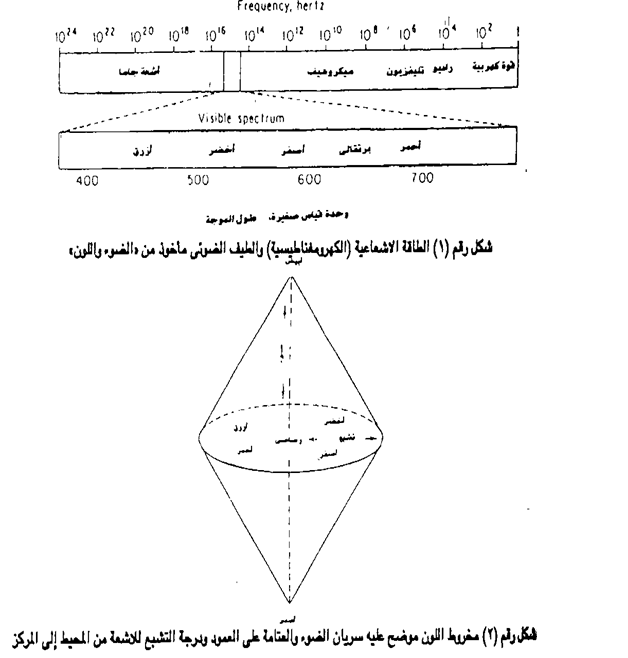 Frequency, hertz
10²⁴ 10²² 10²⁰ 10¹⁸ 10¹⁶ 10¹⁴ 10¹² 10¹⁰ 10⁸ 10⁶ 10⁴ 10² 1
أشعة جاما ميكروويف تليفزيون راديو قوة كهربية
Visible spectrum
أزرق أخضر أصفر برتقالى أحمر
400 500 600 700
وحدة قياس صغيرة، طول الموجة
شكل رقم (١) الطاقة الاشعاعية (الكهرومغناطيسية) والطيف الضوئى مأخوذ من «الضوء واللون»
أبيض
أزرق أخضر
رصاصى تشبع
أحمر أصفر
شكل رقم (٢) مخروط اللون موضح عليه سريان الضوء والعتامة على العمود ودرجة التشبع للاشعة من المحيط إلى المركز